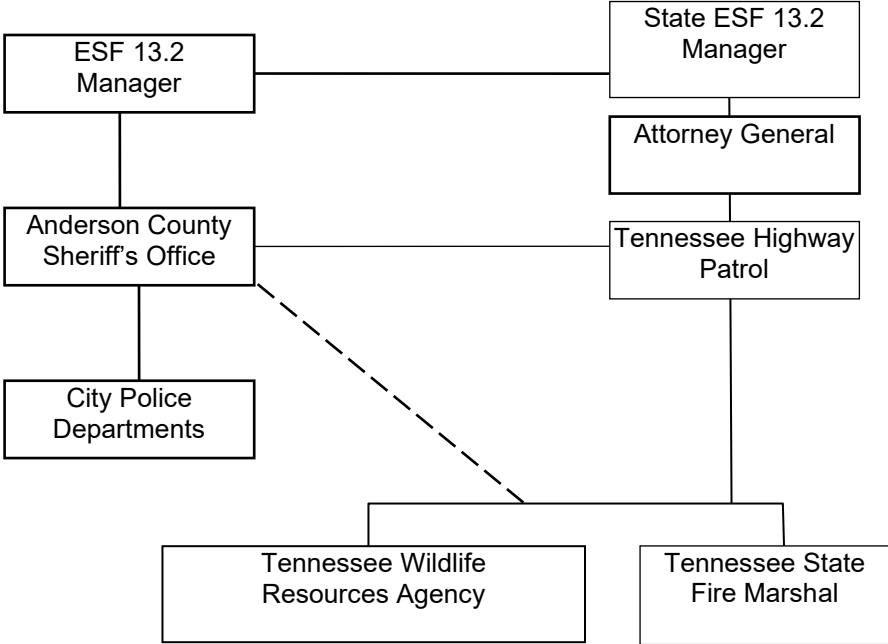 ESF 13.2
Manager
State ESF 13.2
Manager
Attorney General
Anderson County
Sheriff’s Office
Tennessee Highway
Patrol
City Police
Departments
Tennessee Wildlife
Resources Agency
Tennessee State
Fire Marshal